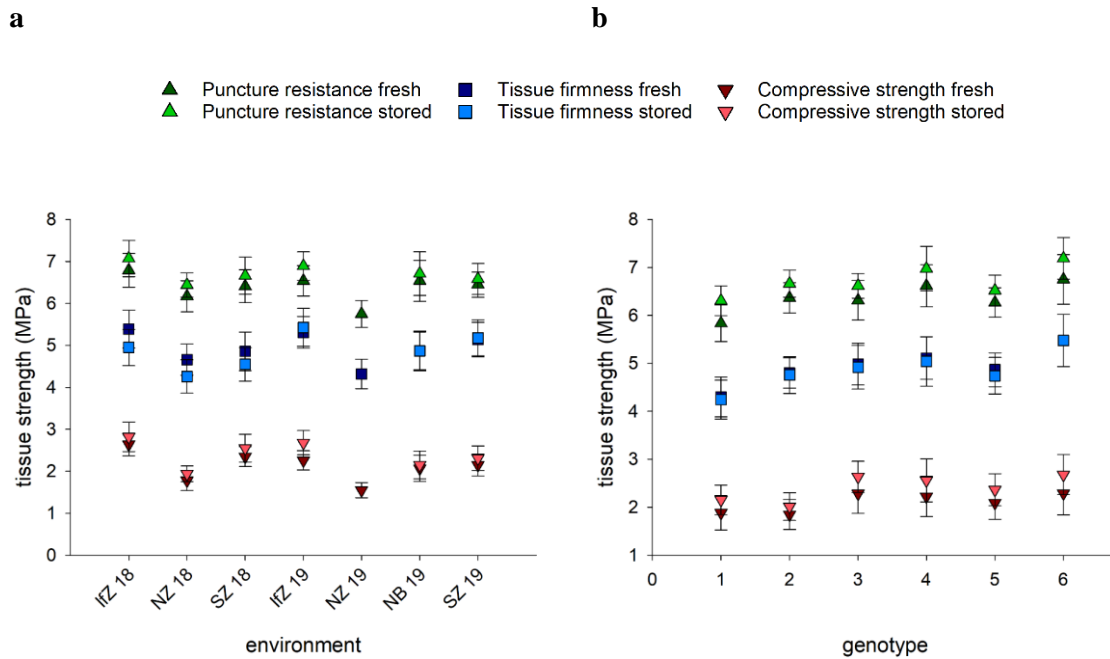 a
b
Puncture resistance fresh
Tissue firmness fresh
Compressive strength fresh
Puncture resistance stored
Tissue firmness stored
Compressive strength stored
tissue strength (MPa)
8
7
6
5
4
3
2
1
0
IfZ 18
NZ 18
SZ 18
IfZ 19
NZ 19
NB 19
SZ 19
environment
tissue strength (MPa)
8
7
6
5
4
3
2
1
0
1
2
3
4
5
6
genotype